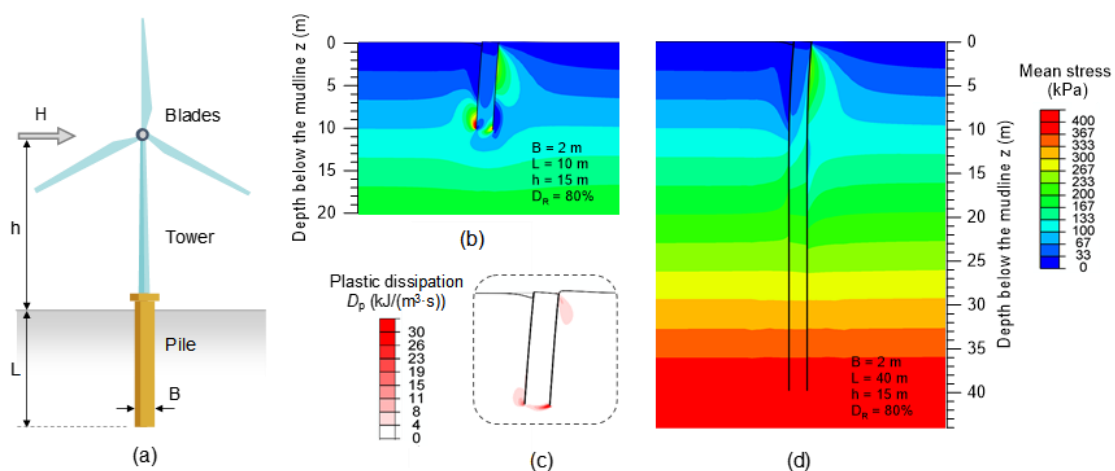 H
Blades
h
Tower
Pile
L
B
(a)
Depth below the mudline z (m)
0
5
10
15
20
B = 2 m
L = 10 m
h = 15 m
D_R = 80%
(b)
Plastic dissipation
D_p (kJ/(m³·s))
30
26
23
19
15
11
8
4
0
(c)
B = 2 m
L = 40 m
h = 15 m
D_R = 80%
(d)
0
5
10
15
20
25
30
35
40
Depth below the mudline z (m)
Mean stress
(kPa)
400
367
333
300
267
233
200
167
133
100
67
33
0